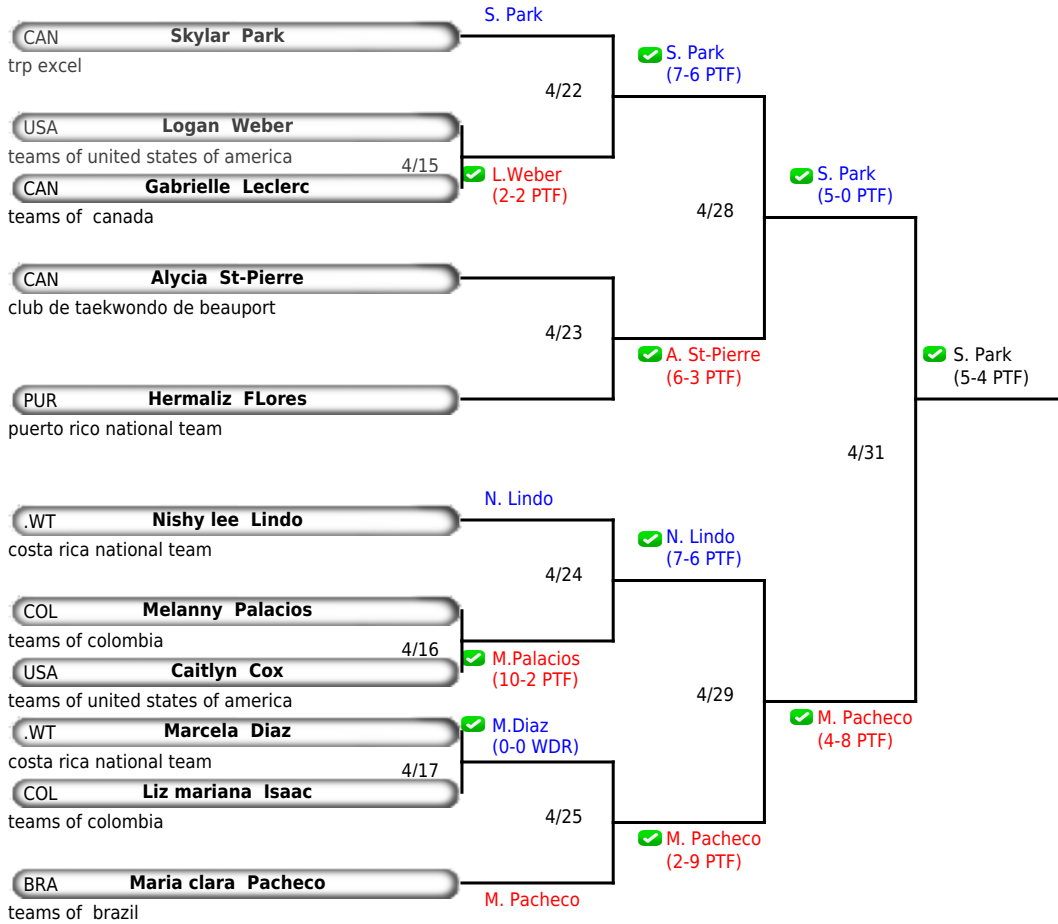 S. Park
CAN Skylar Park
trp excel
S. Park
(7-6 PTF)
4/22
USA Logan Weber
teams of united states of america
4/15
L.Weber
(2-2 PTF)
CAN Gabrielle Leclerc
teams of canada
S. Park
(5-0 PTF)
4/28
CAN Alycia St-Pierre
club de taekwondo de beauport
4/23
A. St-Pierre
(6-3 PTF)
S. Park
(5-4 PTF)
PUR Hermaliz FLores
puerto rico national team
4/31
N. Lindo
.WT Nishy lee Lindo
costa rica national team
N. Lindo
(7-6 PTF)
4/24
COL Melanny Palacios
teams of colombia
4/16
M.Palacios
(10-2 PTF)
USA Caitlyn Cox
teams of united states of america
4/29
M. Pacheco
(4-8 PTF)
.WT Marcela Diaz
costa rica national team
M.Diaz
(0-0 WDR)
4/17
COL Liz mariana Isaac
teams of colombia
4/25
M. Pacheco
(2-9 PTF)
BRA Maria clara Pacheco
teams of brazil
M. Pacheco